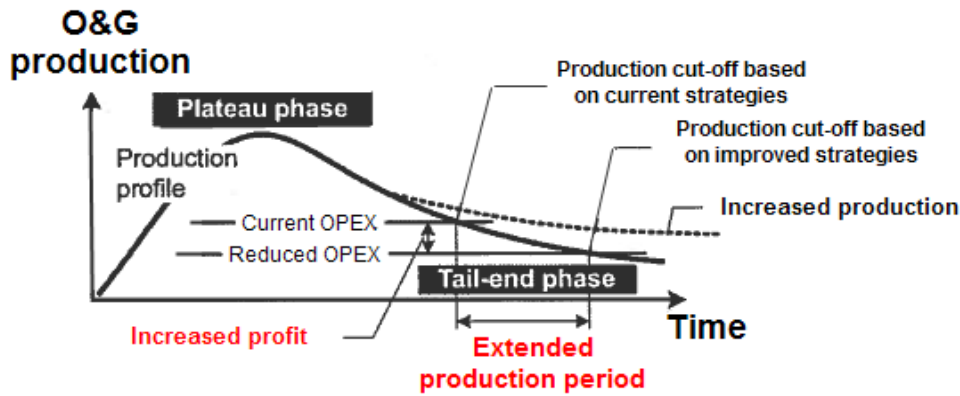 O&G
production
Plateau phase
Production
profile
Production cut-off based
on current strategies
Production cut-off based
on improved strategies
Increased production
Current OPEX
Reduced OPEX
Tail-end phase
Time
Increased profit
Extended
production period